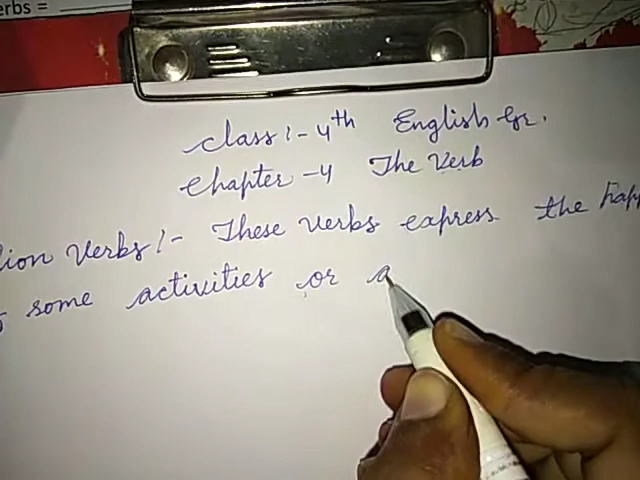 erbs =
Class :- 4th English Gr.
Chapter - 4 The Verb
tion Verbs :- These verbs express the happ
some activities or a